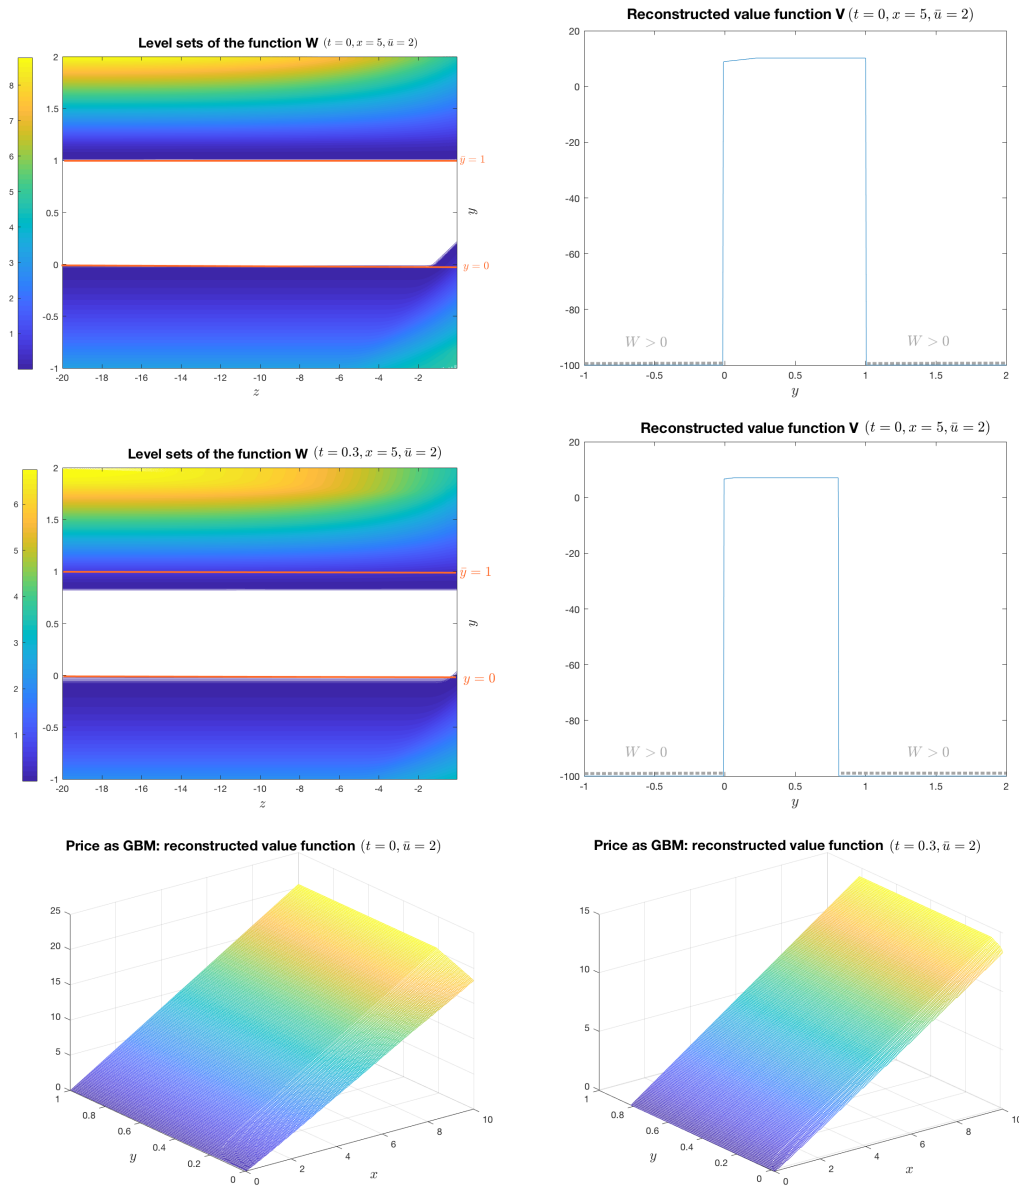 Level sets of the function W (t = 0, x = 5, ū = 2)
8
7
6
5
4
3
2
1
2
1.5
1
0.5
0
-0.5
-1
-20 -18 -16 -14 -12 -10 -8 -6 -4 -2
z
y
ȳ = 1
y = 0
Reconstructed value function V (t = 0, x = 5, ū = 2)
20
0
-20
-40
-60
-80
-100
-1 -0.5 0 0.5 1 1.5 2
y
W > 0
W > 0
Level sets of the function W (t = 0.3, x = 5, ū = 2)
6
5
4
3
2
1
2
1.5
1
0.5
0
-0.5
-1
-20 -18 -16 -14 -12 -10 -8 -6 -4 -2
z
y
ȳ = 1
y = 0
Reconstructed value function V (t = 0, x = 5, ū = 2)
20
0
-20
-40
-60
-80
-100
-1 -0.5 0 0.5 1 1.5 2
y
W > 0
W > 0
Price as GBM: reconstructed value function (t = 0, ū = 2)
25
20
15
10
5
0
1
0.8
0.6
0.4
0.2
0
y
0
2
4
6
8
10
x
Price as GBM: reconstructed value function (t = 0.3, ū = 2)
15
10
5
0
1
0.8
0.6
0.4
0.2
0
y
0
2
4
6
8
10
x